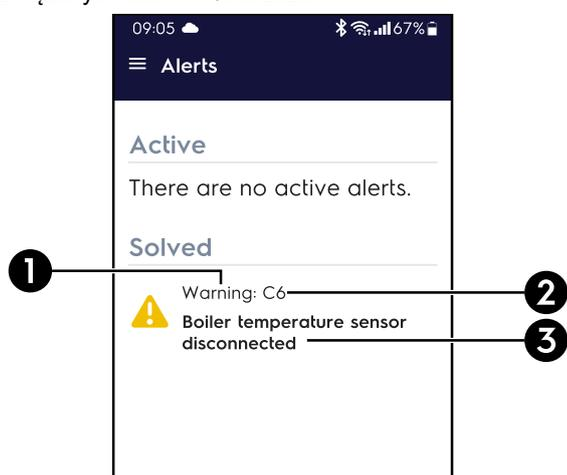 09:05 67%
Alerts
Active
There are no active alerts.
Solved
1
Warning: C6
2
Boiler temperature sensor
disconnected
3